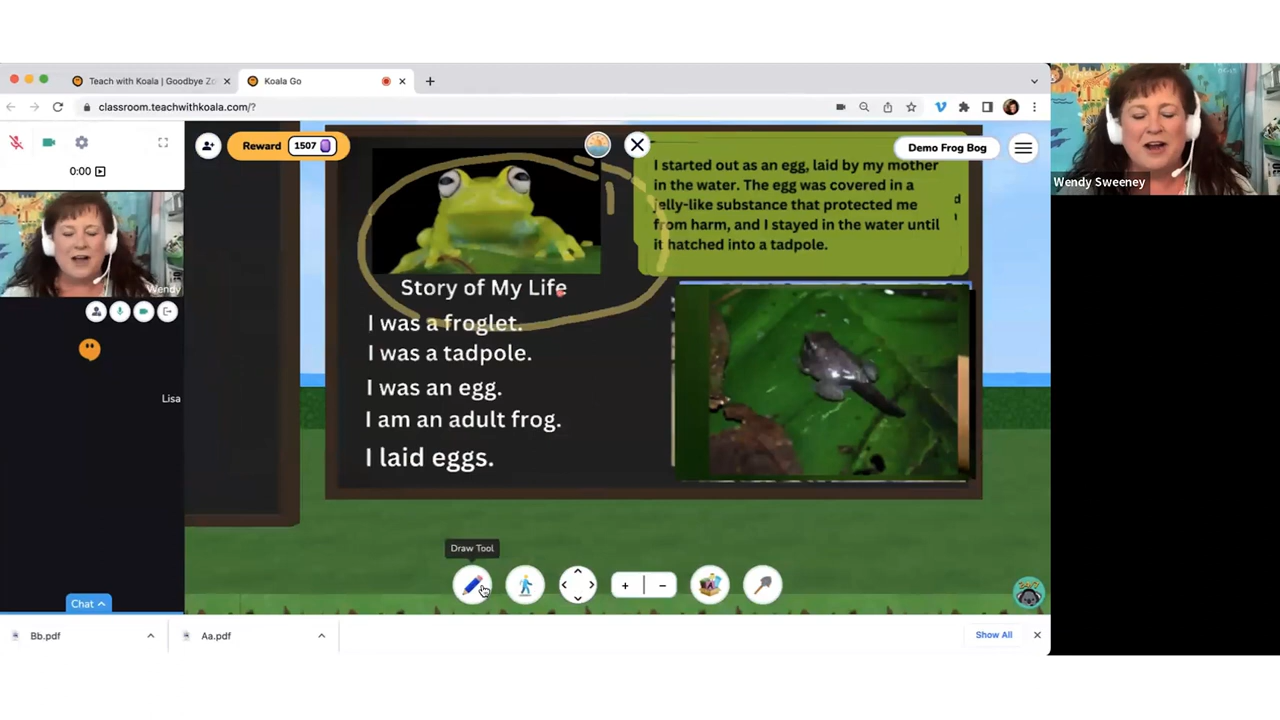 Teach with Koala | Goodbye Zo
Koala Go
classroom.teachwithkoala.com/?
0:00
Reward 1507
Demo Frog Bog
I started out as an egg, laid by my mother
in the water. The egg was covered in a
jelly-like substance that protected me
from harm, and I stayed in the water until
it hatched into a tadpole.
Story of My Life
I was a froglet.
I was a tadpole.
I was an egg.
I am an adult frog.
I laid eggs.
Wendy
Lisa
Draw Tool
+ | −
Chat
Bb.pdf
Aa.pdf
Show All
Wendy Sweeney